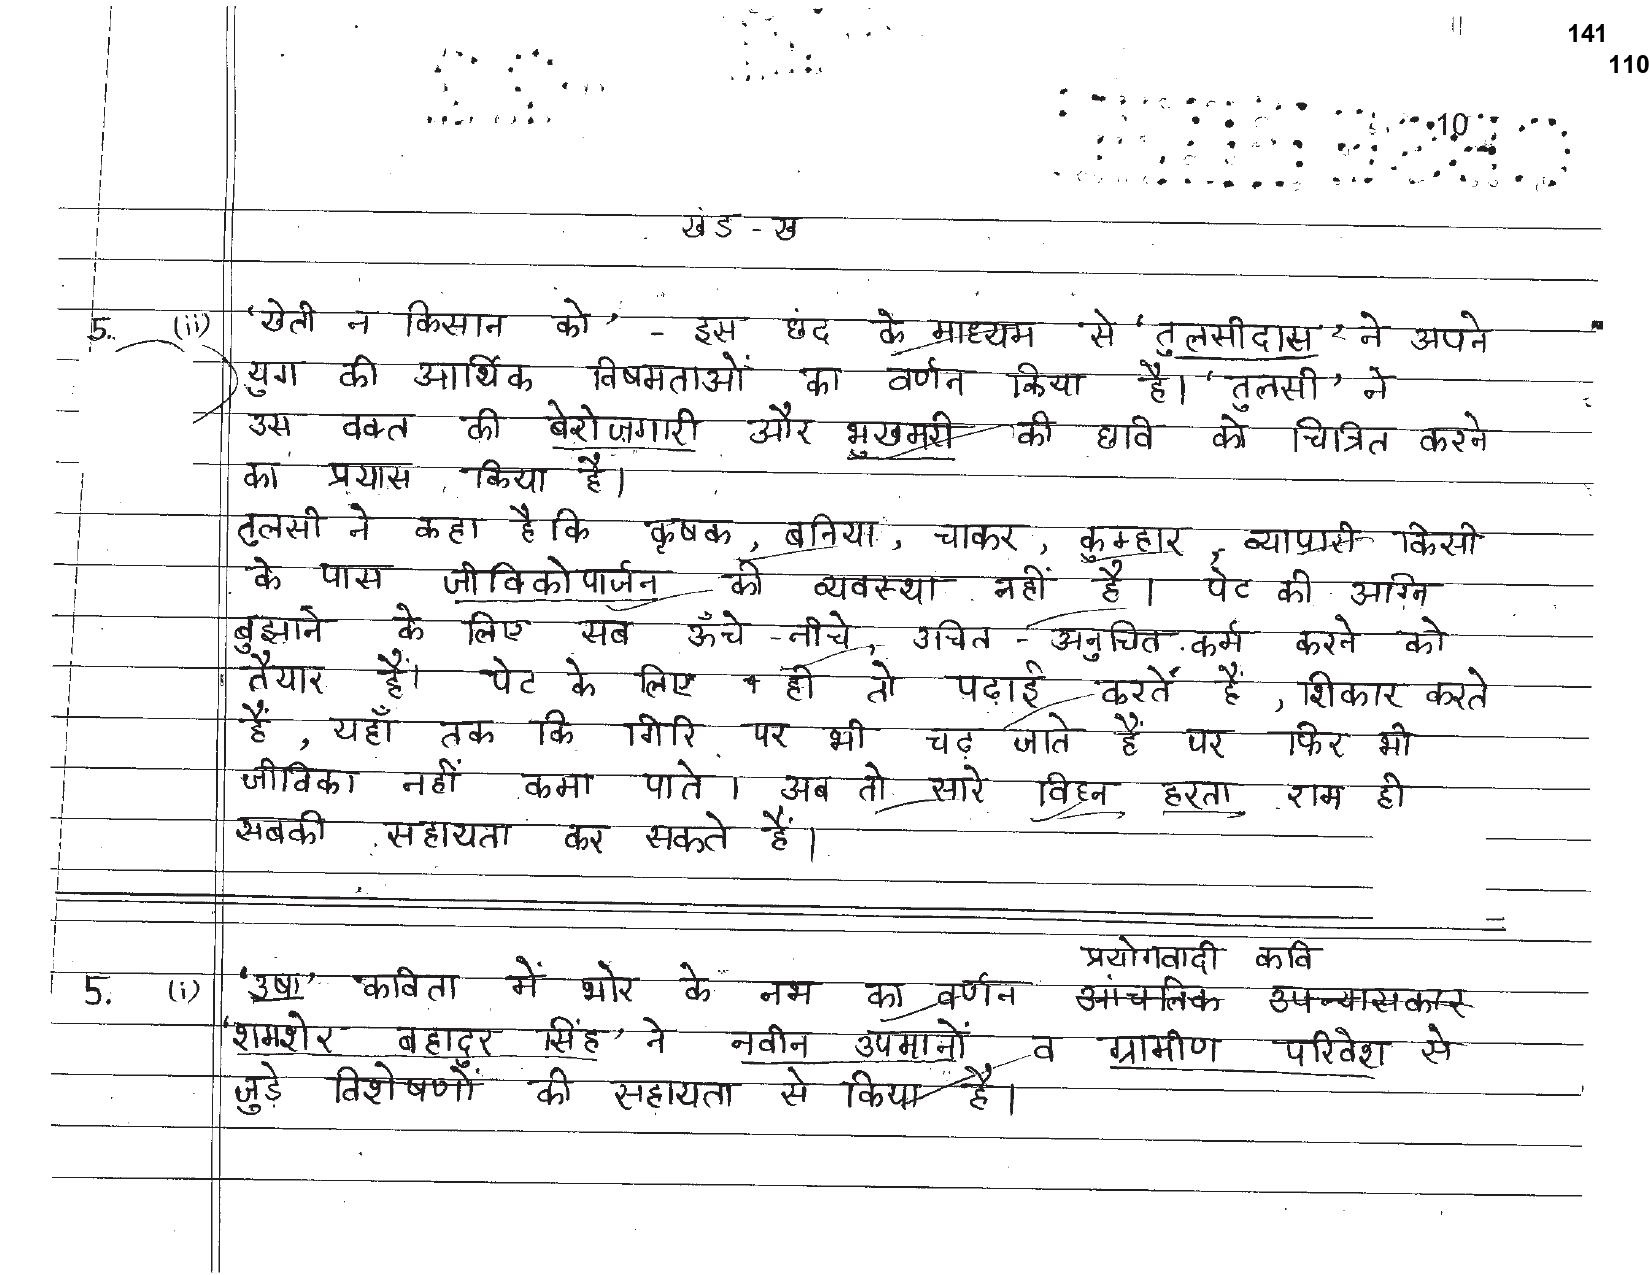 141
110
10
खंड - ख
5. (ii) 'खेती न किसान को' - इस छंद के माध्यम से 'तुलसीदास' ने अपने
युग की आर्थिक विषमताओं का वर्णन किया है। 'तुलसी' ने
उस वक्त की बेरोज़गारी और भुखमरी की छवि को चित्रित करने
का प्रयास किया है।
तुलसी ने कहा है कि कृषक, बनिया, चाकर, कुम्हार, व्यापारी किसी
के पास जीविकोपार्जन की व्यवस्था नहीं है। पेट की अग्नि
बुझाने के लिए सब ऊँचे-नीचे, उचित-अनुचित कर्म करने को
तैयार हैं। पेट के लिए ही तो पढ़ाई करतें हैं, शिकार करते
हैं, यहाँ तक कि गिरि पर भी चढ़ जाते हैं पर फिर भी
जीविका नहीं कमा पाते। अब तो सारे विघ्न हरता राम ही
सबकी सहायता कर सकते हैं।
प्रयोगवादी कवि
5. (i) 'उषा' कविता में भोर के नभ का वर्णन आंचलिक उपन्यासकार
'शमशेर बहादुर सिंह' ने नवीन उपमानों व ग्रामीण परिवेश से
जुड़े विशेषणों की सहायता से किया है।